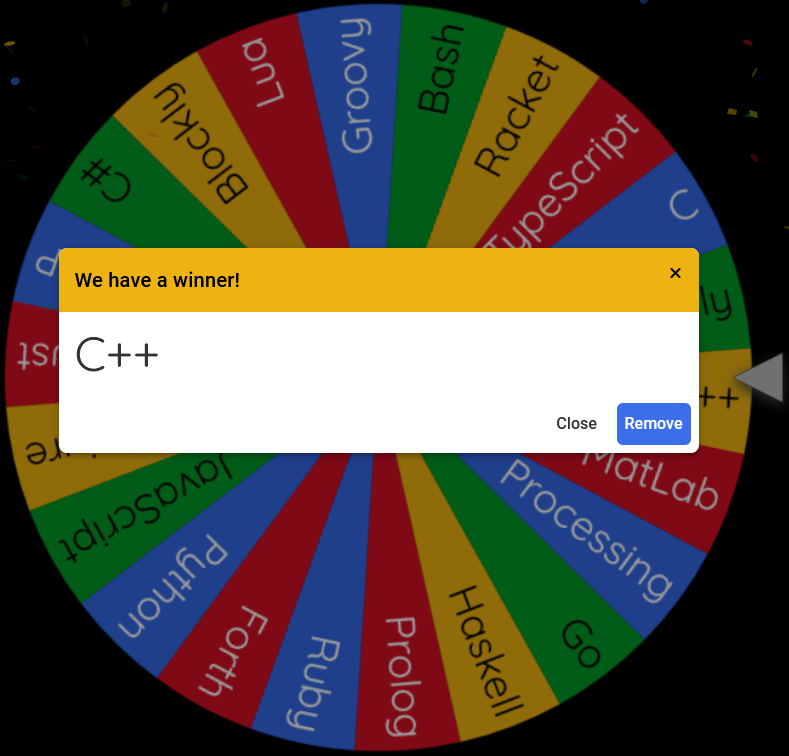 We have a winner!
×
C++
Close
Remove
Groovy
Bash
Racket
TypeScript
C
ly
++
MatLab
Processing
Go
Haskell
Prolog
Ruby
Forth
Python
JavaScript
P
C#
Blockly
Lua